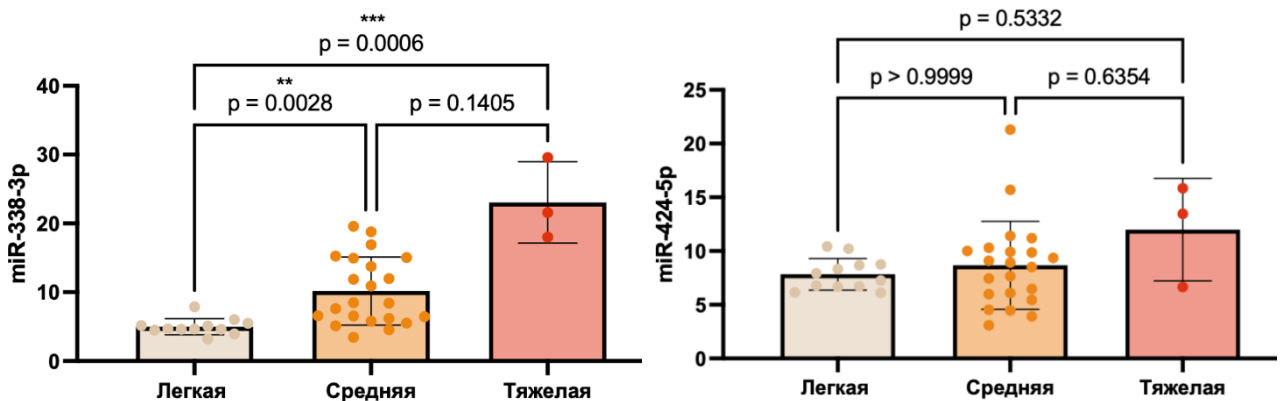 ***
p = 0.0006
**
p = 0.0028
p = 0.1405
miR-338-3p
40
30
20
10
0
Легкая
Средняя
Тяжелая
p = 0.5332
p > 0.9999
p = 0.6354
miR-424-5p
25
20
15
10
5
0
Легкая
Средняя
Тяжелая